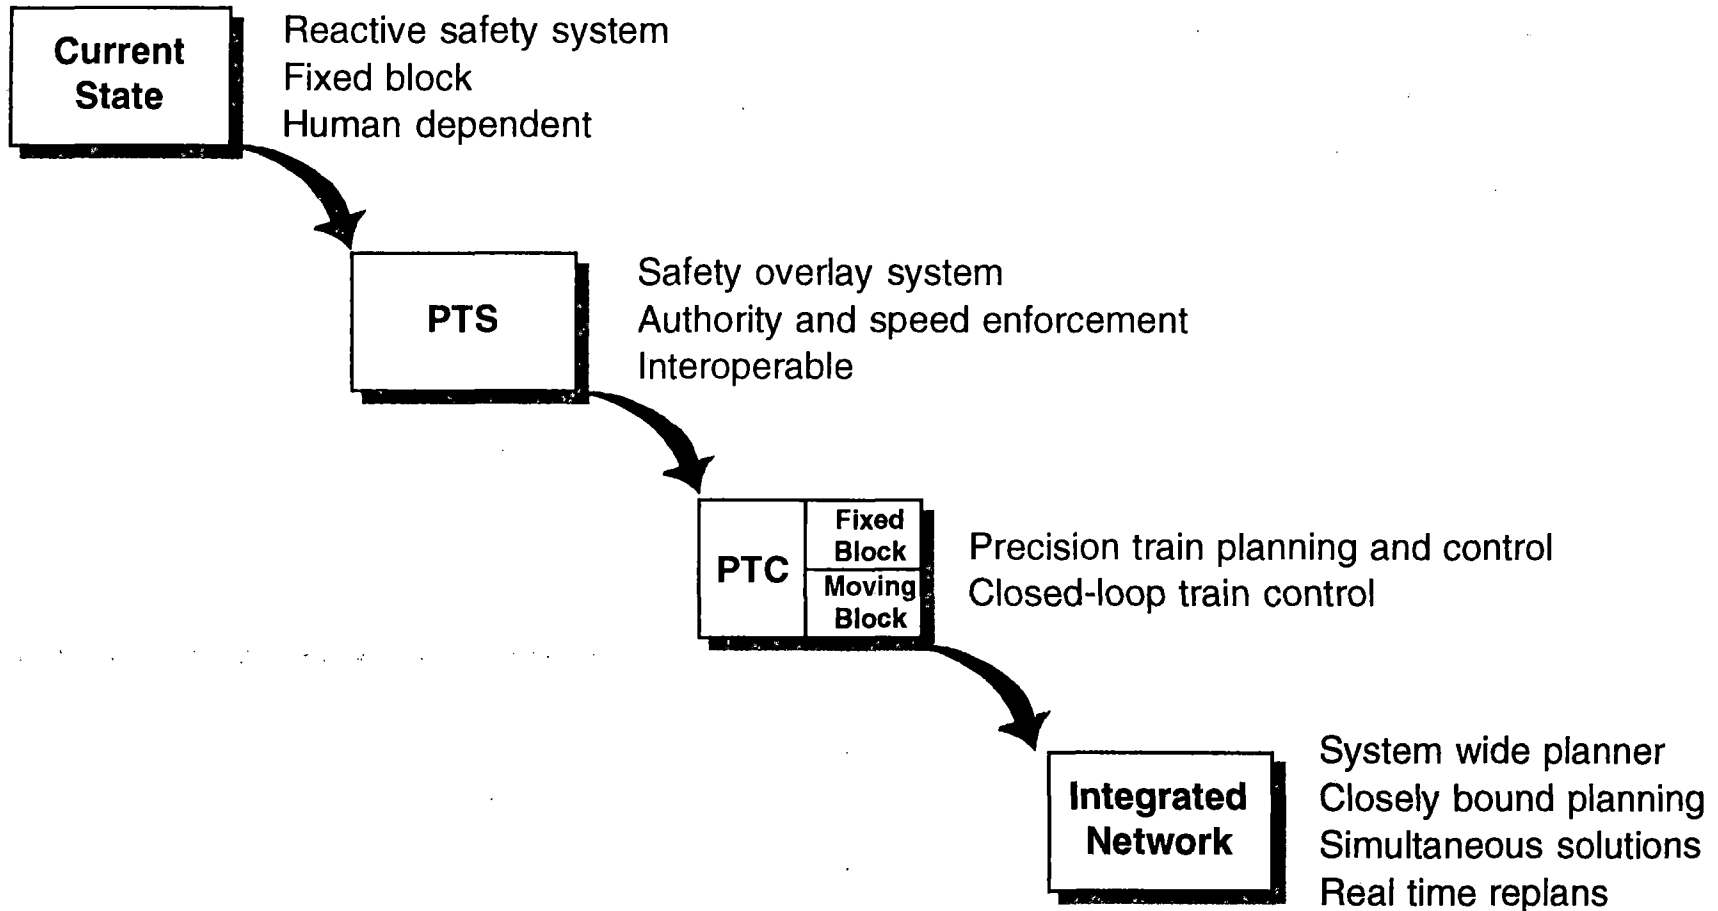 Current
State
Reactive safety system
Fixed block
Human dependent
PTS
Safety overlay system
Authority and speed enforcement
Interoperable
PTC
Fixed
Block
Moving
Block
Precision train planning and control
Closed-loop train control
Integrated
Network
System wide planner
Closely bound planning
Simultaneous solutions
Real time replans